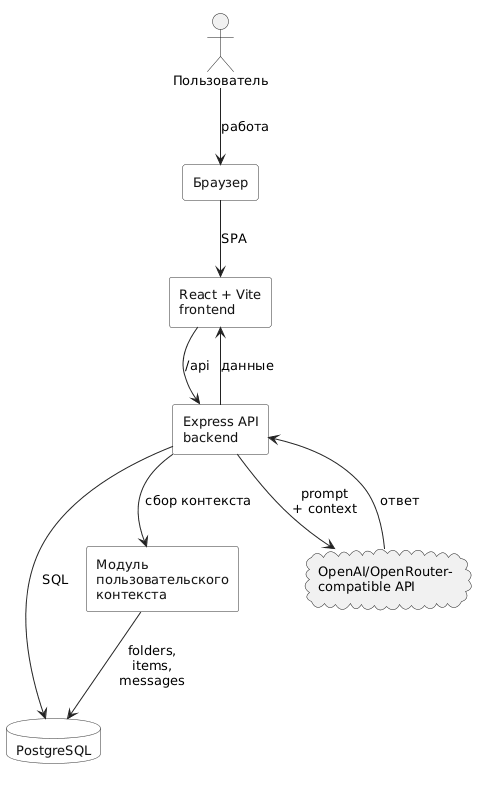 Пользователь
работа
Браузер
SPA
React + Vite
frontend
/api
данные
Express API
backend
сбор контекста
prompt
+ context
ответ
SQL
Модуль
пользовательского
контекста
OpenAI/OpenRouter-
compatible API
folders,
items,
messages
PostgreSQL